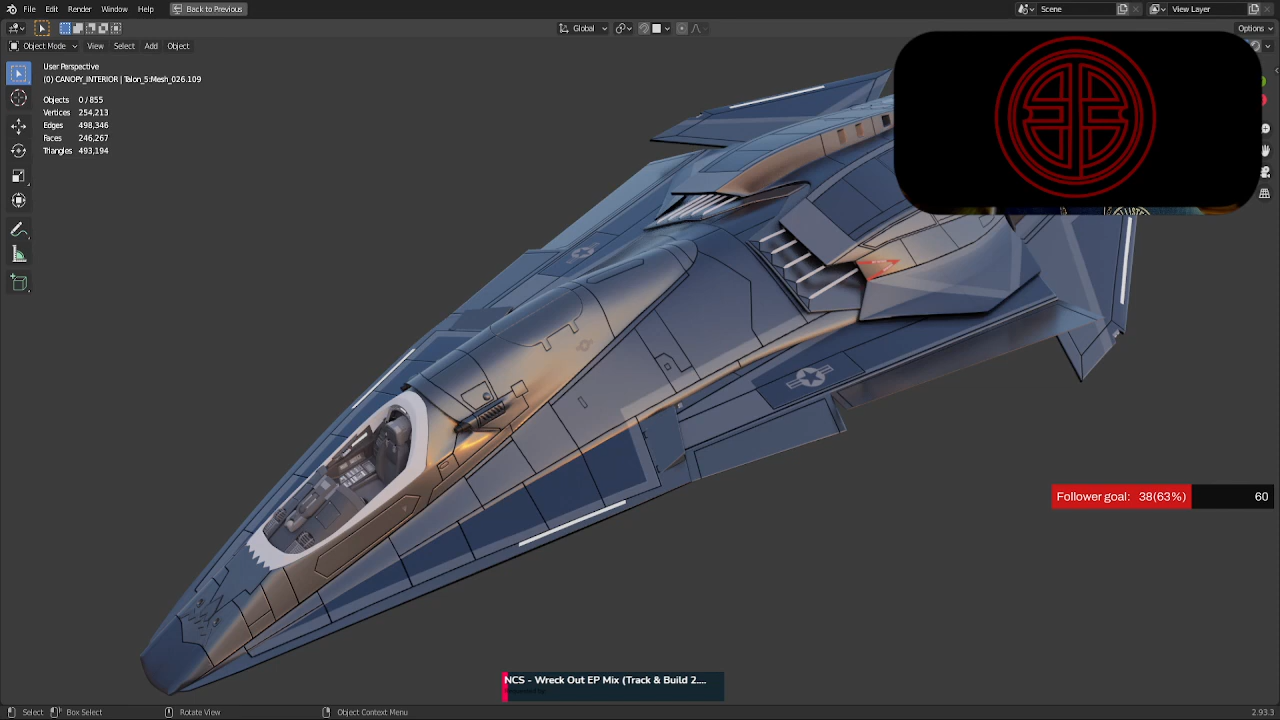 File Edit Render Window Help Back to Previous Scene View Layer
Global Options
Object Mode View Select Add Object
User Perspective
(0) CANOPY_INTERIOR | Talon_5:Mesh_026.109
Objects 0 / 855
Vertices 254,213
Edges 498,346
Faces 246,267
Triangles 493,194
Follower goal: 38(63%) 60
NCS - Wreck Out EP Mix (Track & Build 2....
Select Box Select Rotate View Object Context Menu 2.93.3